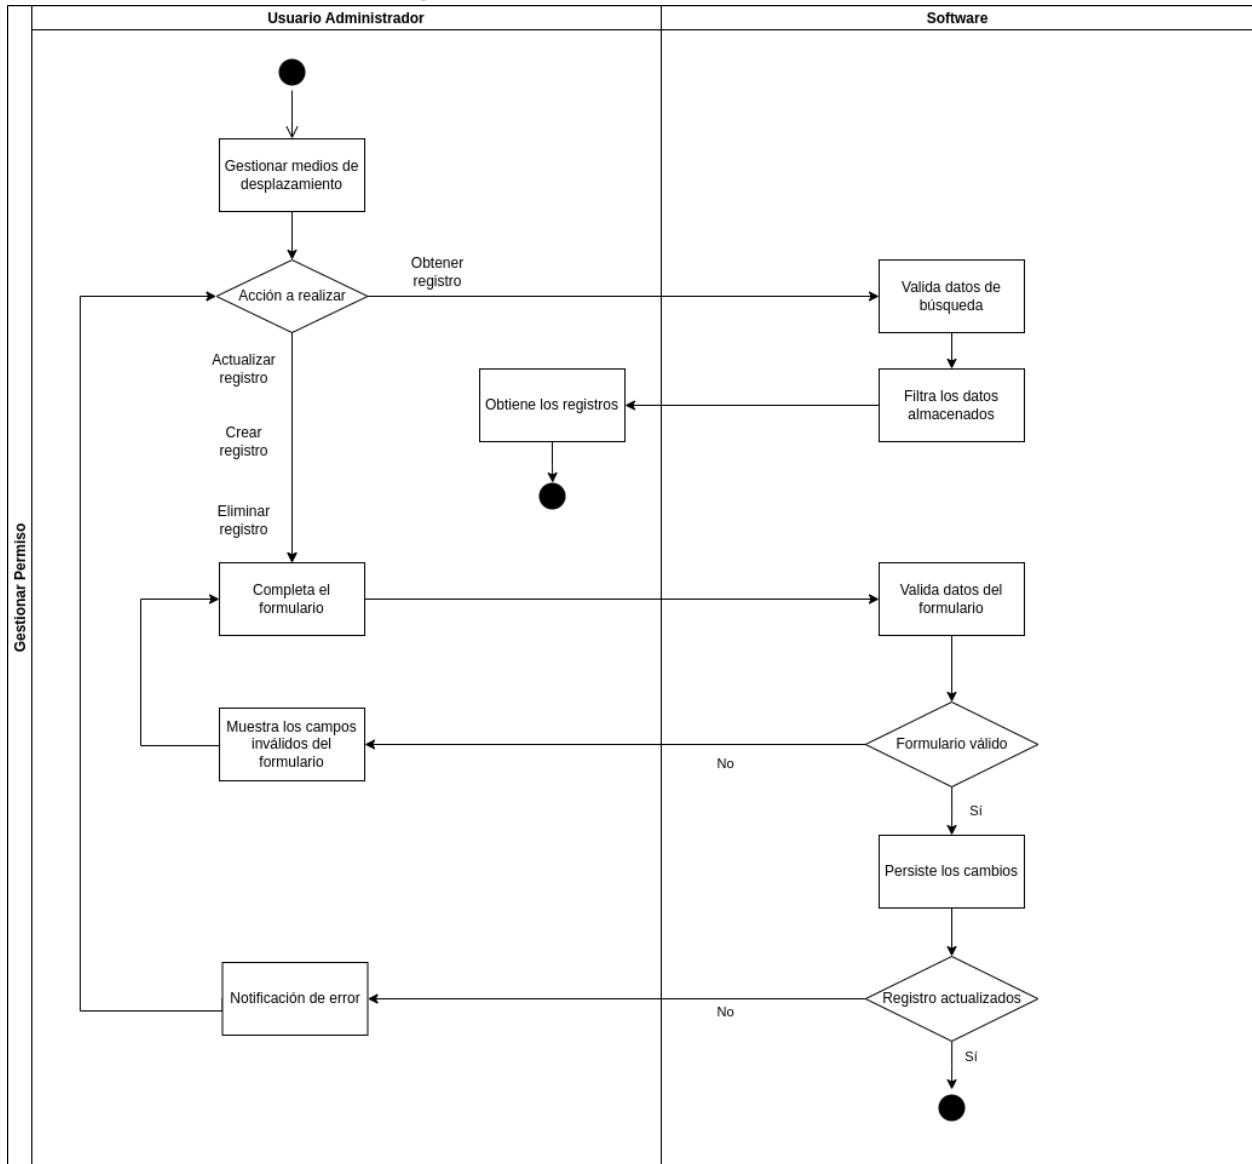 Usuario Administrador
Software
Gestionar Permiso
Gestionar medios de
desplazamiento
Acción a realizar
Obtener
registro
Valida datos de
búsqueda
Actualizar
registro
Obtiene los registros
Filtra los datos
almacenados
Crear
registro
Eliminar
registro
Completa el
formulario
Valida datos del
formulario
Muestra los campos
inválidos del
formulario
No
Formulario válido
Sí
Persiste los cambios
Notificación de error
No
Registro actualizados
Sí